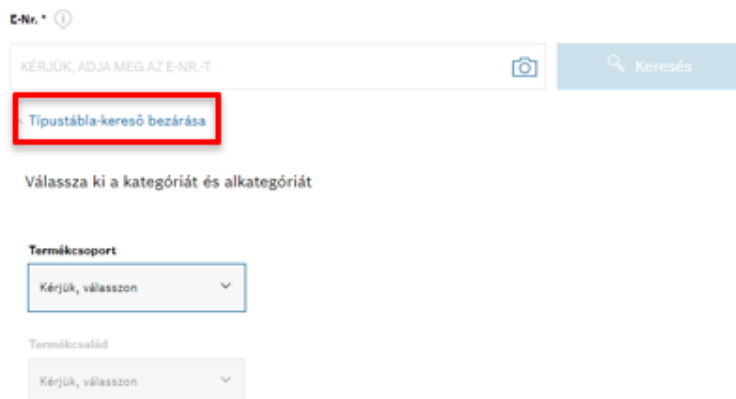 E-Nr. *
KÉRJÜK, ADJA MEG AZ E-NR.-T
Keresés
Típustábla-kereső bezárása
Válassza ki a kategóriát és alkategóriát
Termékcsoport
Kérjük, válasszon
Termékcsalád
Kérjük, válasszon